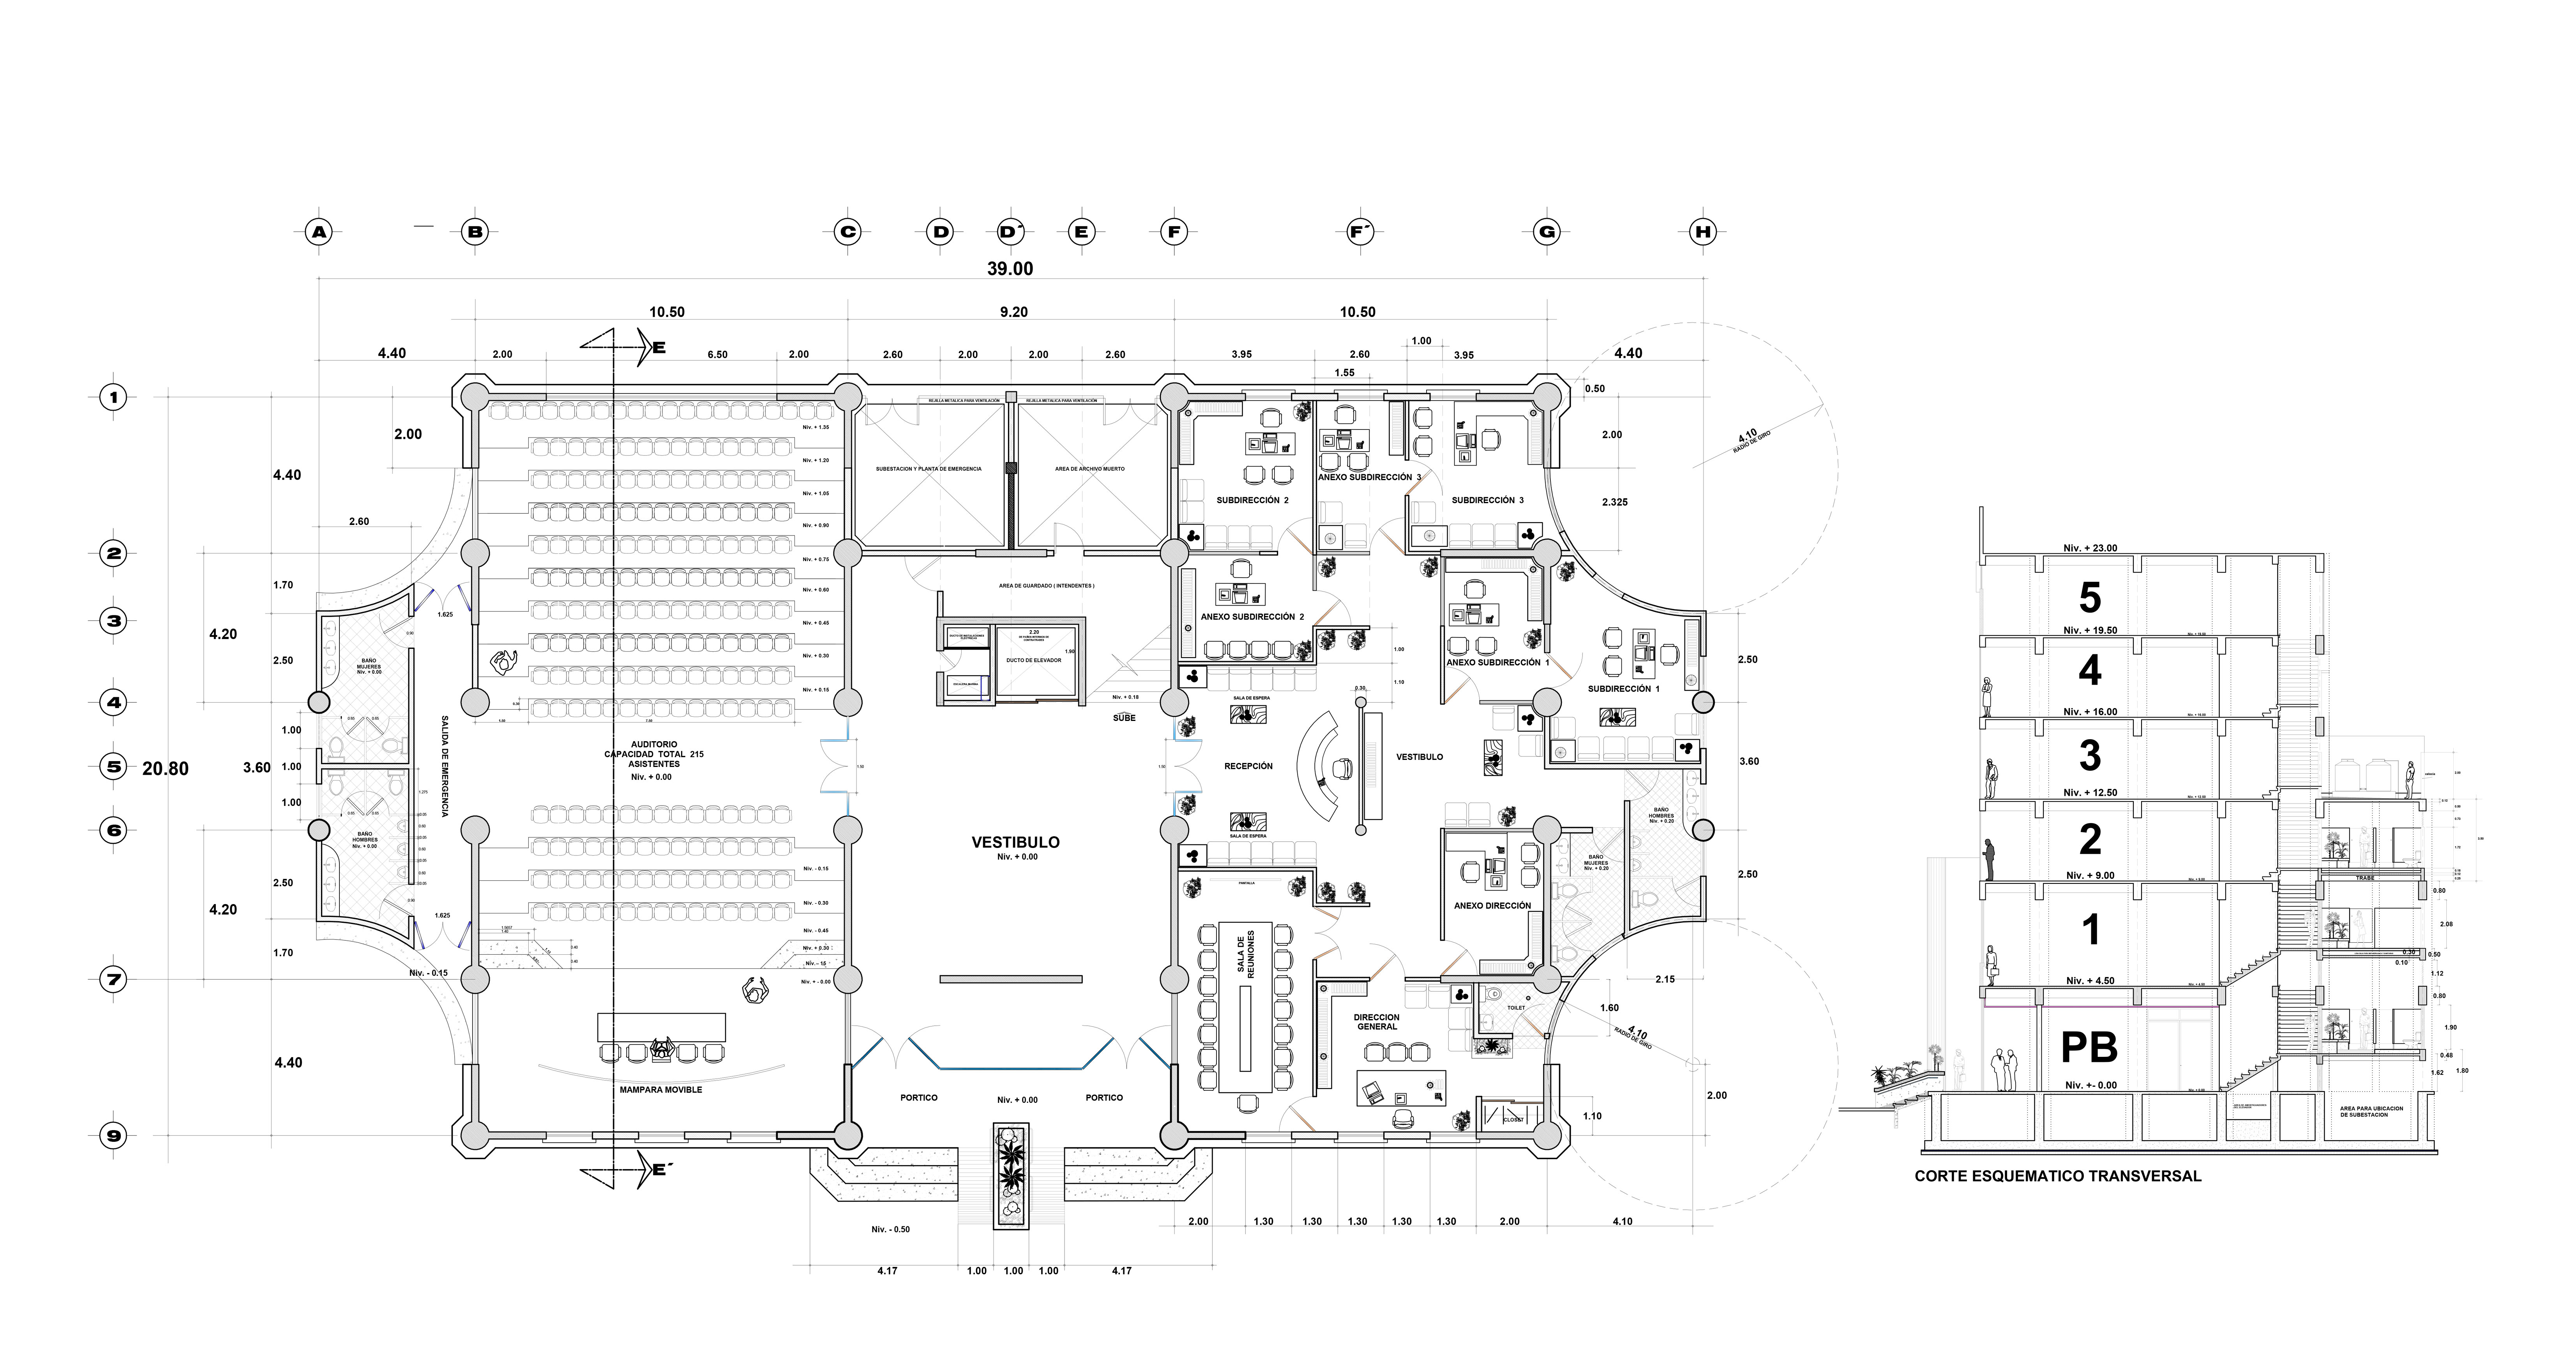 A B C D D´ E F F´ G H
39.00
10.50 9.20 10.50
E
4.40 2.00 6.50 2.00 2.60 2.00 2.00 2.60 3.95 2.60 1.00 3.95 4.40
1.55
0.50
1
REJILLA METALICA PARA VENTILACIÓN REJILLA METALICA PARA VENTILACIÓN
2.00
Niv. + 1.35
2.00
4.10
RADIO DE GIRO
Niv. + 1.20
4.40
SUBESTACION Y PLANTA DE EMERGENCIA
AREA DE ARCHIVO MUERTO
ANEXO SUBDIRECCIÓN 3
Niv. + 1.05
SUBDIRECCIÓN 2
SUBDIRECCIÓN 3
2.325
2.60
Niv. + 0.90
2
Niv. + 0.75
1.70
AREA DE GUARDADO ( INTENDENTES )
Niv. + 0.60
1.625
3
ANEXO SUBDIRECCIÓN 2
Niv. + 0.45
4.20
2.20
DUCTO DE ELEVADOR
1.90
1.00
2.50
BAÑO
MUJERES
Niv. + 0.00
Niv. + 0.30
ANEXO SUBDIRECCIÓN 1
2.50
1.10
Niv. + 0.15
0.30
SUBDIRECCIÓN 1
Niv. + 0.18
SALA DE ESPERA
4
SUBE
1.00
SALIDA DE EMERGENCIA
AUDITORIO
CAPACIDAD TOTAL 215
ASISTENTES
Niv. + 0.00
RECEPCIÓN
VESTIBULO
5
20.80
3.60
1.00
3.60
1.00
BAÑO
HOMBRES
Niv. + 0.00
BAÑO
HOMBRES
Niv. + 0.20
6
SALA DE ESPERA
VESTIBULO
Niv. + 0.00
BAÑO
MUJERES
Niv. + 0.20
PANTALLA
Niv. - 0.15
2.50
2.50
Niv. - 0.30
4.20
ANEXO DIRECCIÓN
1.625
Niv. - 0.45
SALA DE
REUNIONES
1.70
Niv. + 0.30
Niv. - 15
Niv. - 0.15
7
Niv. + - 0.00
2.15
TOILET
1.60
DIRECCION
GENERAL
4.10
RADIO DE GIRO
4.40
MAMPARA MOVIBLE
PORTICO
Niv. + 0.00
PORTICO
2.00
1.10
CLOSET
9
E´
Niv. - 0.50
2.00 1.30 1.30 1.30 1.30 1.30 2.00 4.10
4.17 1.00 1.00 1.00 4.17
Niv. + 23.00
5
Niv. + 19.50
4
Niv. + 16.00
3
Niv. + 12.50
2
Niv. + 9.00
TRABE
0.80
1
2.08
0.30 0.50
0.10
1.12
Niv. + 4.50
0.80
PB
1.90
0.48
1.62 1.80
Niv. +- 0.00
AREA PARA UBICACION
DE SUBESTACION
CORTE ESQUEMATICO TRANSVERSAL